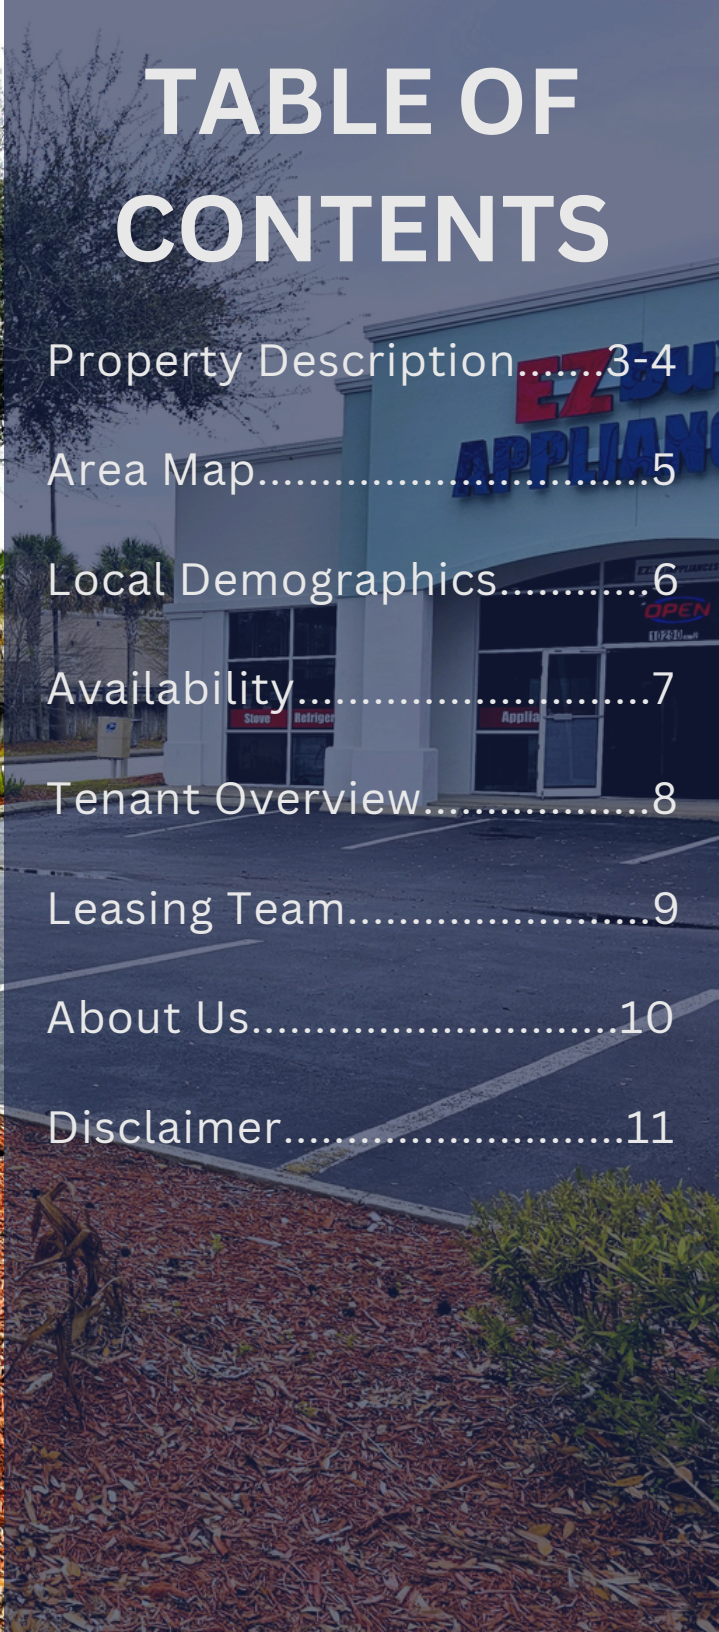 TABLE OF
CONTENTS
Property Description.......3-4
EZ
Area Map...............................5
Local Demographics............6
OPEN
10290
Availability............................7
Stove Refriger
Tenant Overview..................8
Leasing Team........................9
About Us.............................10
Disclaimer...........................11